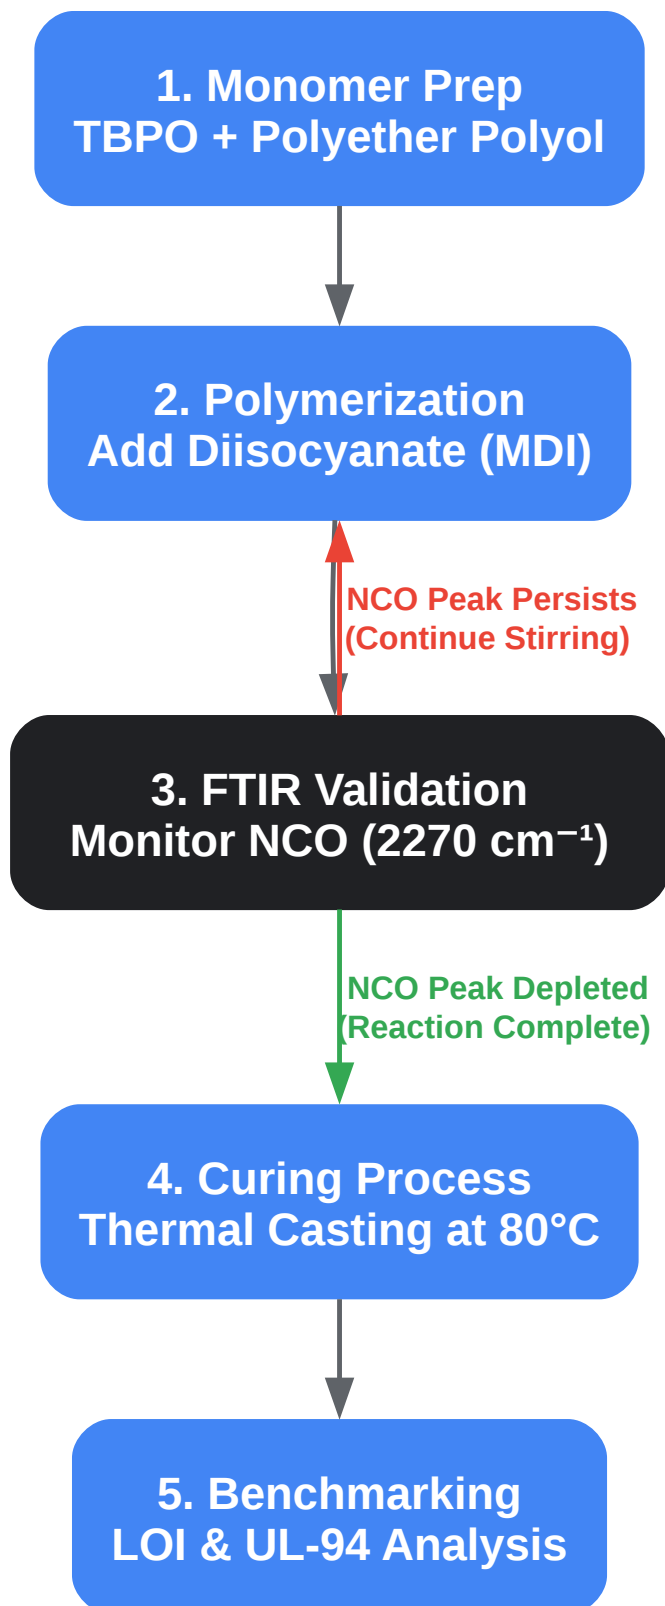 1. Monomer Prep
TBPO + Polyether Polyol
2. Polymerization
Add Diisocyanate (MDI)
NCO Peak Persists
(Continue Stirring)
3. FTIR Validation
Monitor NCO (2270 cm⁻¹)
NCO Peak Depleted
(Reaction Complete)
4. Curing Process
Thermal Casting at 80°C
5. Benchmarking
LOI & UL-94 Analysis